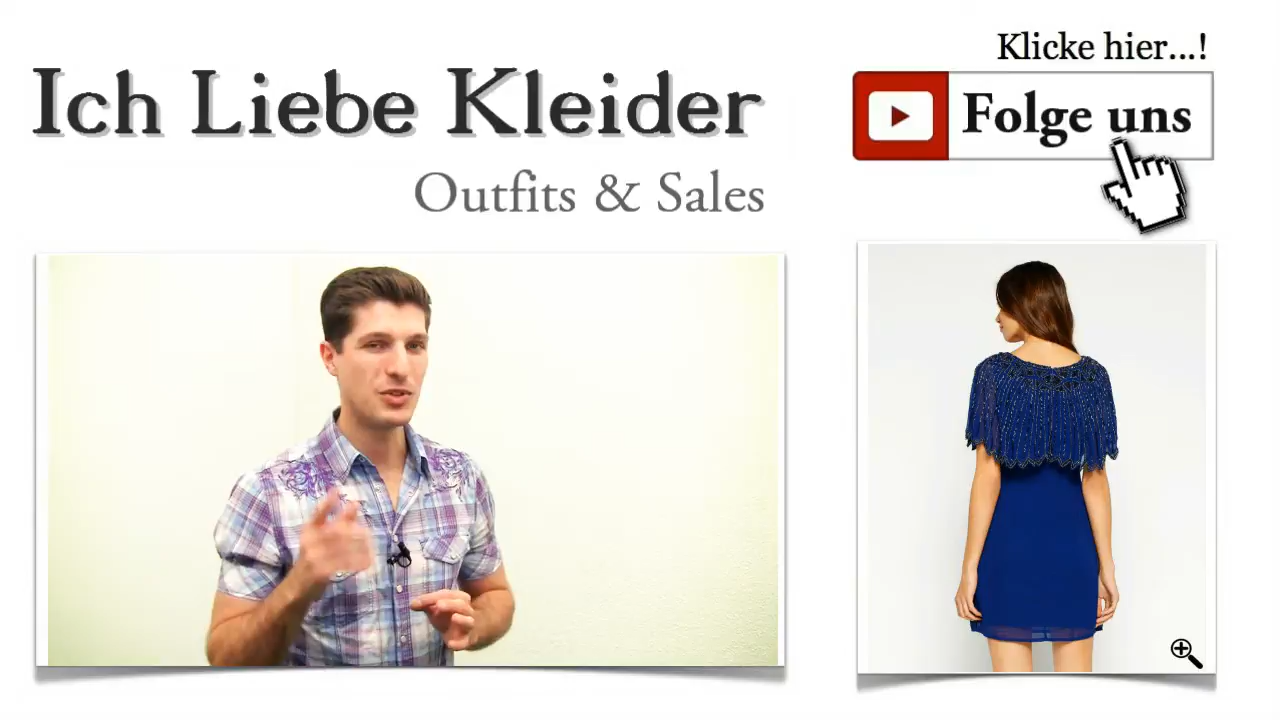 Ich Liebe Kleider
Outfits & Sales
Klicke hier...!
Folge uns